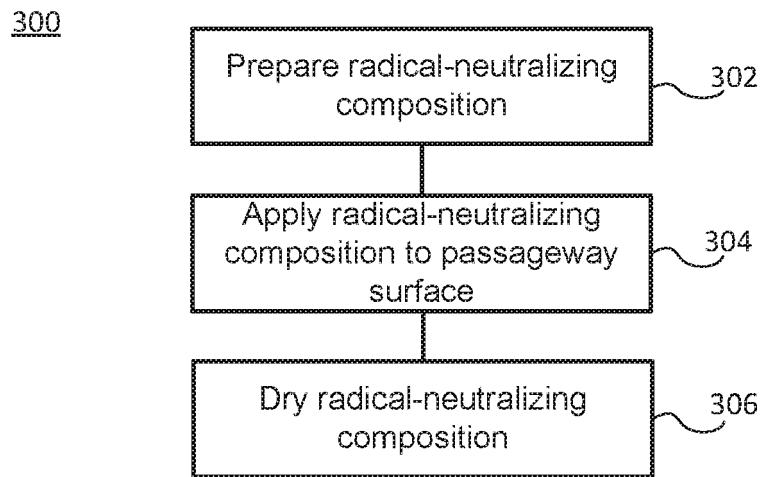 300
Prepare radical-neutralizing
composition
302
Apply radical-neutralizing
composition to passageway
surface
304
Dry radical-neutralizing
composition
306